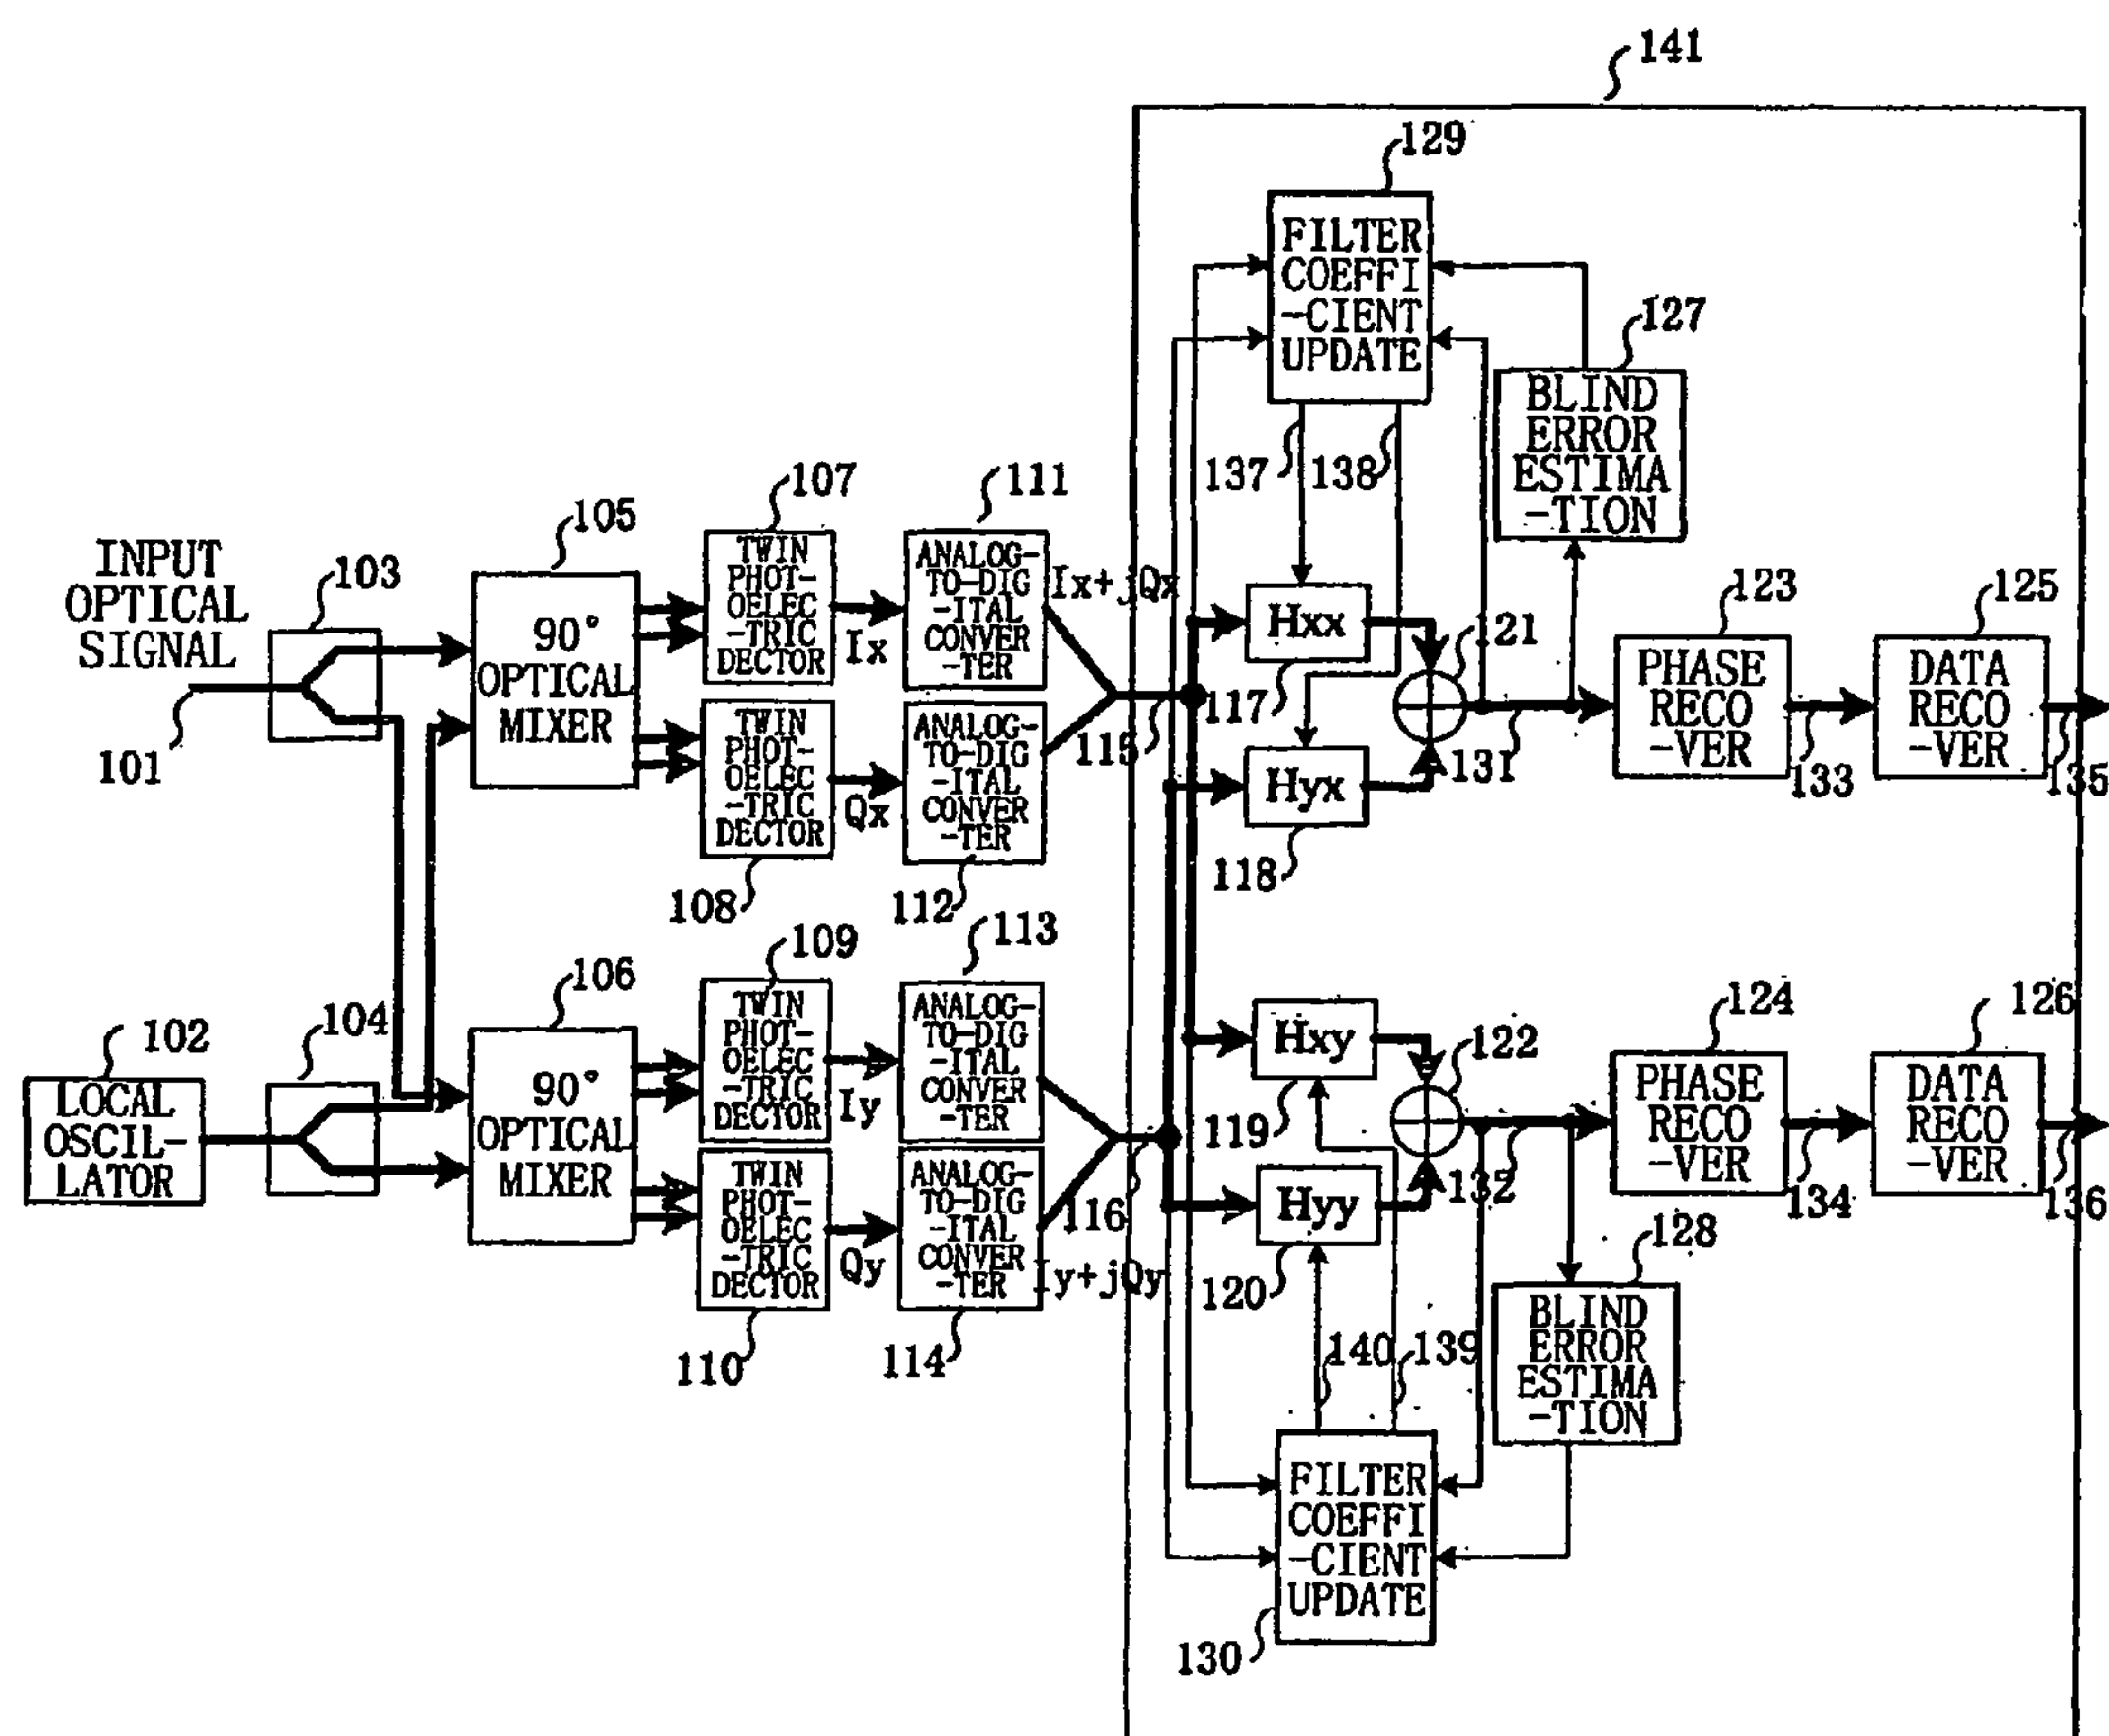 141
129
FILTER
COEFFI
-CIENT
UPDATE
127
BLIND
ERROR
ESTIMA
-TION
137
138
107
111
105
TWIN
PHOT-
OELEC
-TRIC
DECTOR
ANALOG-
TO-DIG
-ITAL
CONVER
-TER
Ix+jQx
INPUT
OPTICAL
SIGNAL
103
90°
OPTICAL
MIXER
Ix
Hxx
121
123
125
PHASE
RECO
-VER
DATA
RECO
-VER
117
101
TWIN
PHOT-
OELEC
-TRIC
DECTOR
Qx
ANALOG-
TO-DIG
-ITAL
CONVER
-TER
115
Hyx
131
133
135
118
108
112
109
113
106
TWIN
PHOT-
OELEC
-TRIC
DECTOR
ANALOG-
TO-DIG
-ITAL
CONVER
-TER
102
104
LOCAL
OSCIL-
LATOR
90°
OPTICAL
MIXER
Iy
Hxy
122
124
126
PHASE
RECO
-VER
DATA
RECO
-VER
119
TWIN
PHOT-
OELEC
-TRIC
DECTOR
Qy
ANALOG-
TO-DIG
-ITAL
CONVER
-TER
116
Iy+jQy
Hyy
132
134
136
120
128
110
114
140
139
BLIND
ERROR
ESTIMA
-TION
FILTER
COEFFI
-CIENT
UPDATE
130